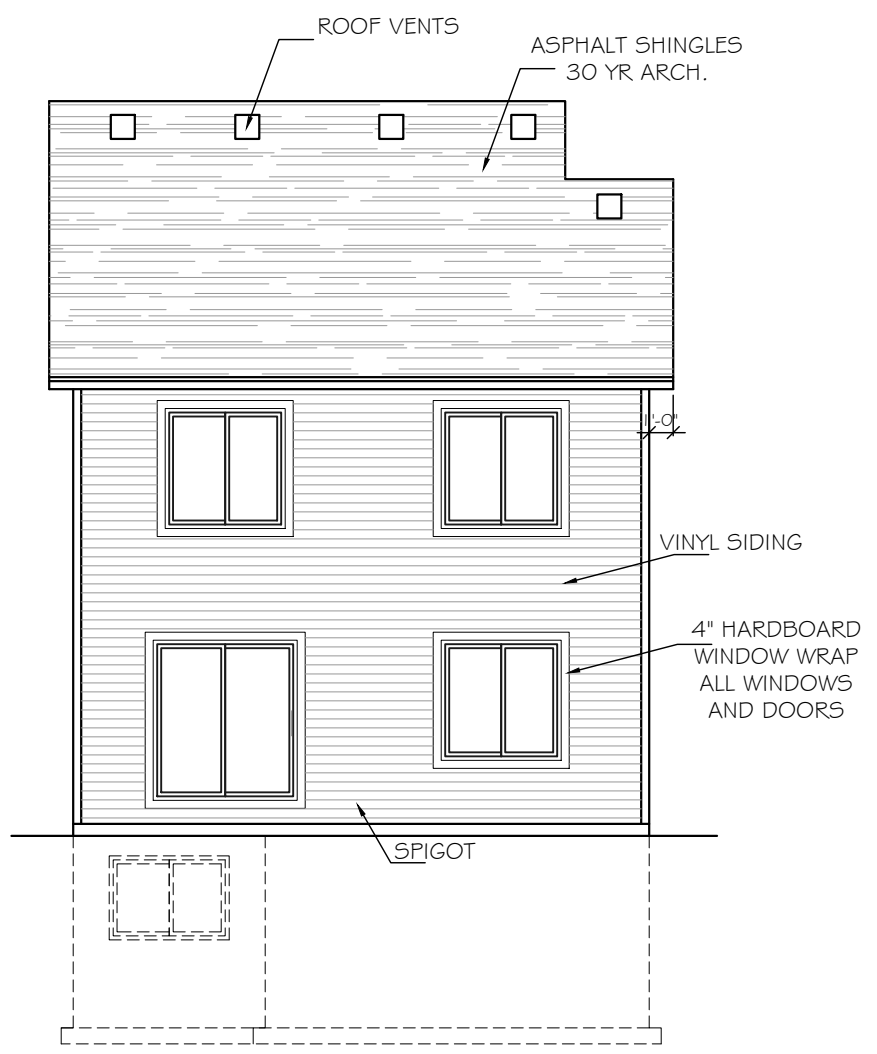 ROOF VENTS
ASPHALT SHINGLES
30 YR ARCH.
1'-0"
VINYL SIDING
4" HARDBOARD
WINDOW WRAP
ALL WINDOWS
AND DOORS
SPIGOT